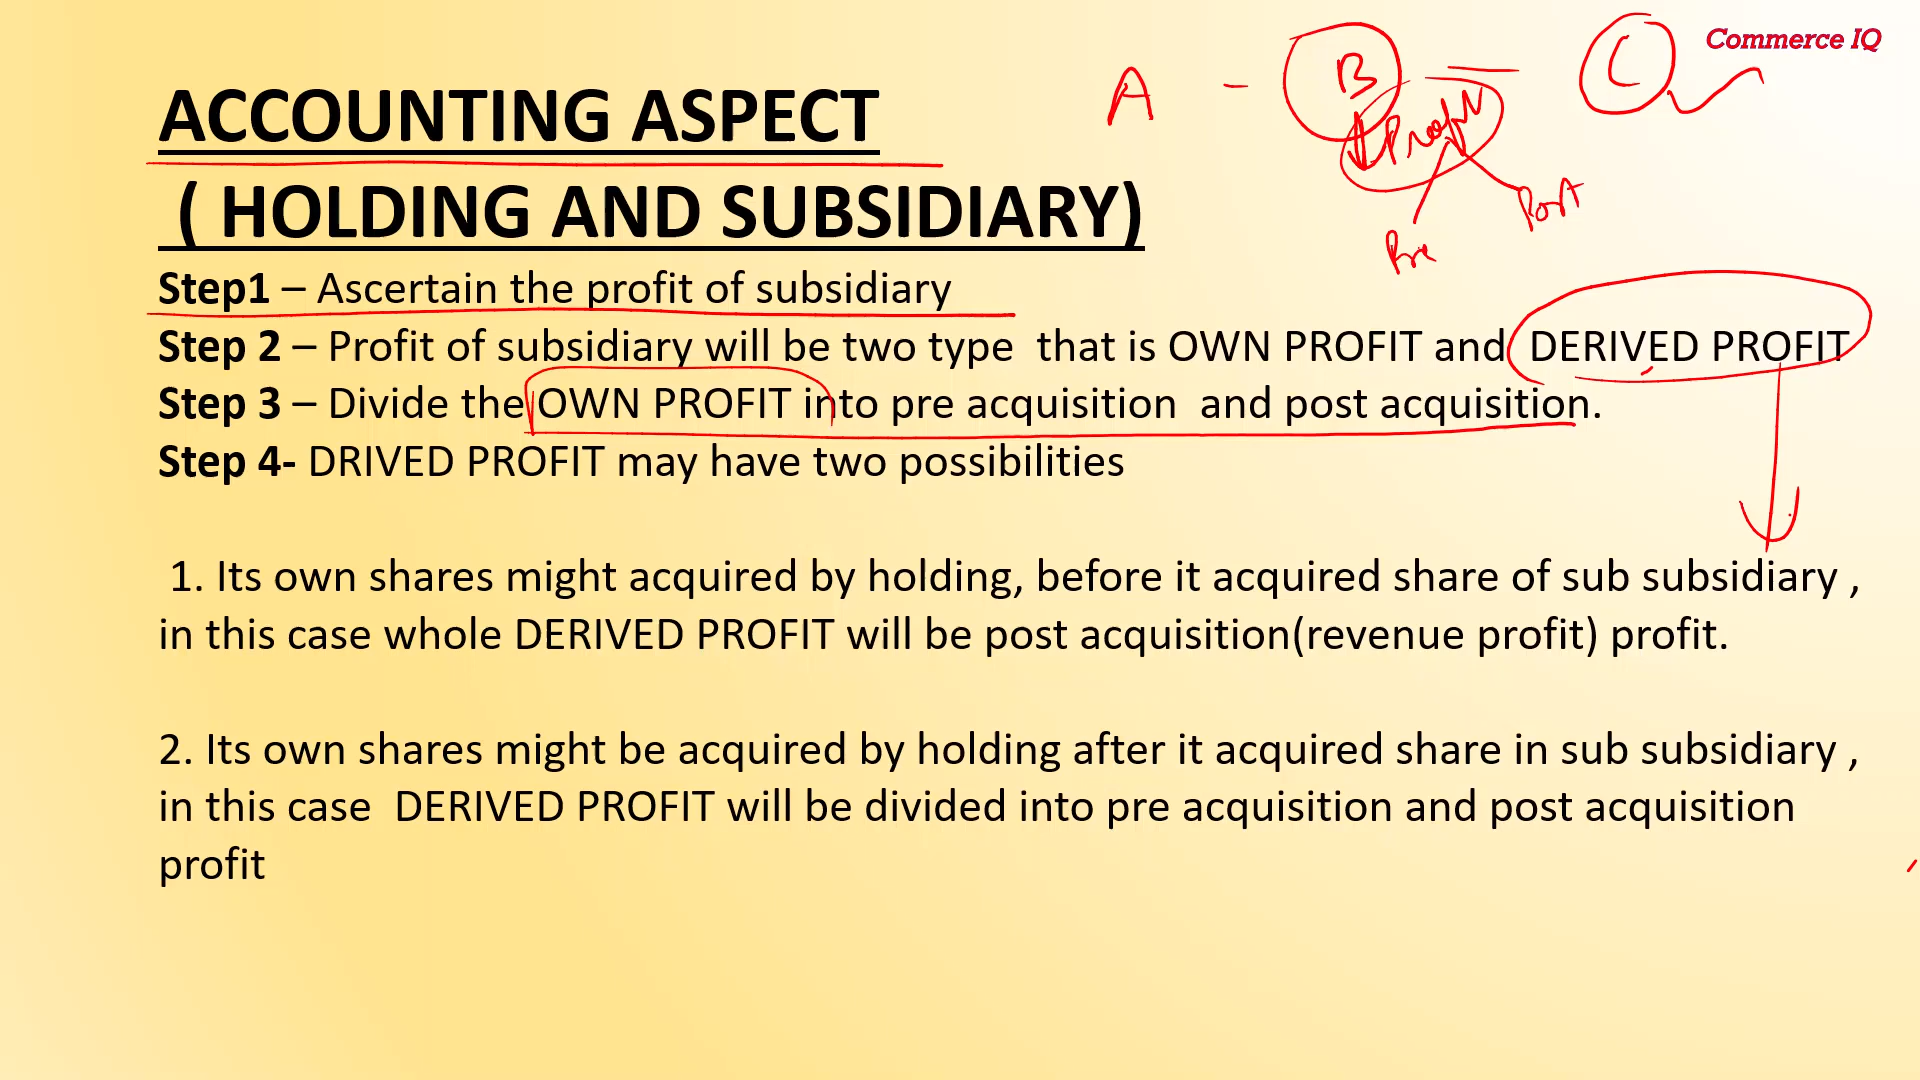 Commerce IQ
A - B = C
Profit
Pre
Post
ACCOUNTING ASPECT
( HOLDING AND SUBSIDIARY)
Step1 – Ascertain the profit of subsidiary
Step 2 – Profit of subsidiary will be two type that is OWN PROFIT and DERIVED PROFIT
Step 3 – Divide the OWN PROFIT into pre acquisition and post acquisition.
Step 4- DRIVED PROFIT may have two possibilities
1. Its own shares might acquired by holding, before it acquired share of sub subsidiary ,
in this case whole DERIVED PROFIT will be post acquisition(revenue profit) profit.
2. Its own shares might be acquired by holding after it acquired share in sub subsidiary ,
in this case DERIVED PROFIT will be divided into pre acquisition and post acquisition
profit